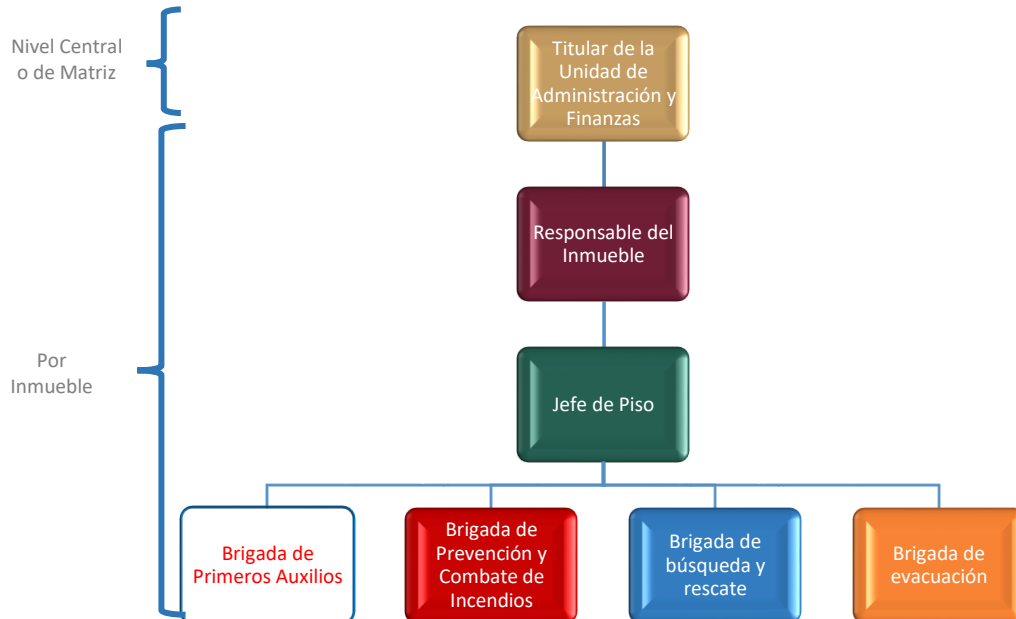 Nivel Central
o de Matriz
Titular de la
Unidad de
Administración y
Finanzas
Responsable del
Inmueble
Por
Inmueble
Jefe de Piso
Brigada de
Primeros Auxilios
Brigada de
Prevención y
Combate de
Incendios
Brigada de
búsqueda y
rescate
Brigada de
evacuación